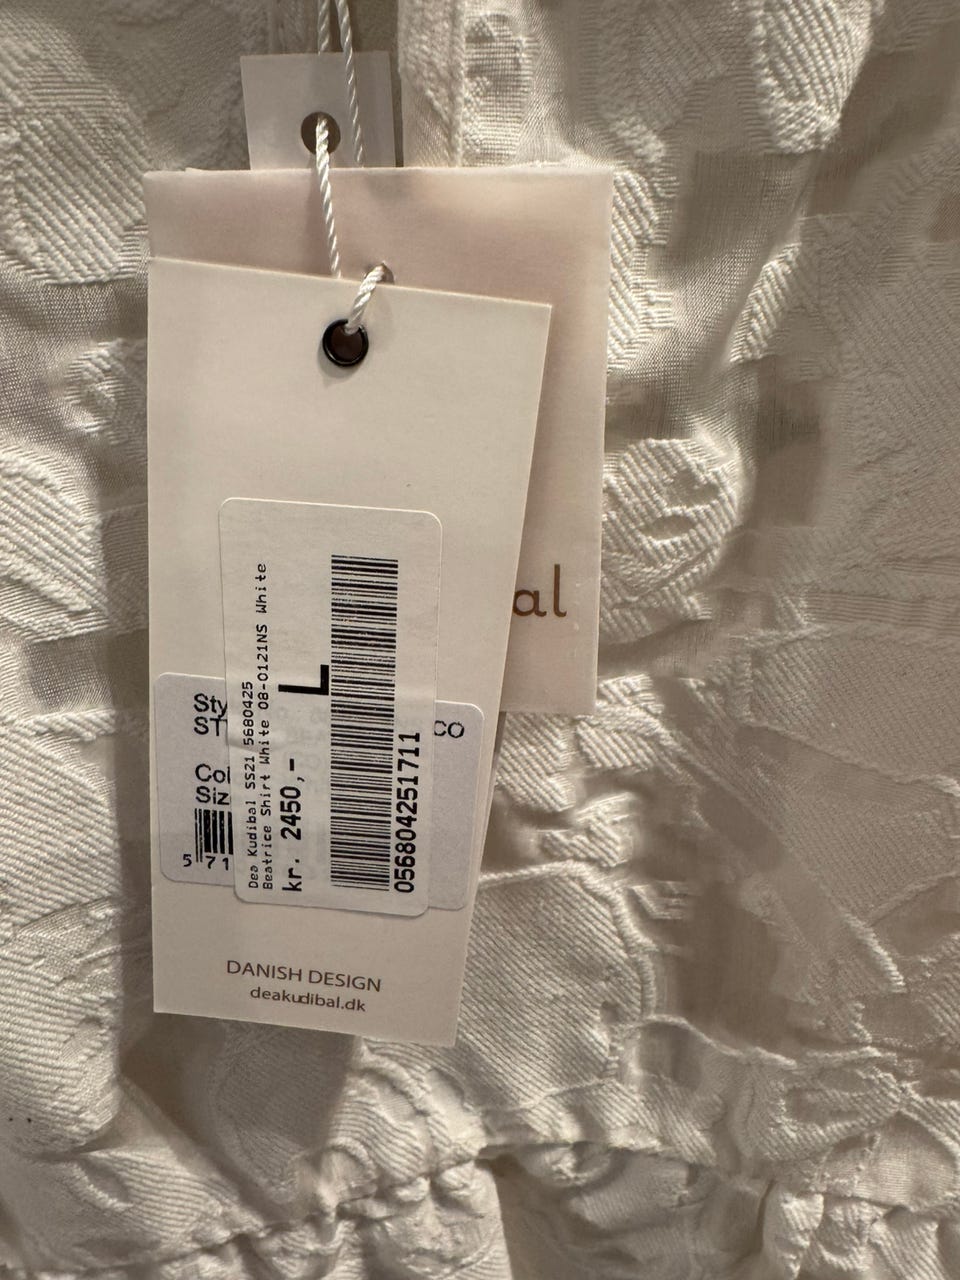 al
Dea Kudibal SS21 5680425
Beatrice Shirt White 08-0121NS White
kr. 2450,-
L
056804251711
Sty
ST
CO
Col
Siz
5 71
DANISH DESIGN
deakudibal.dk